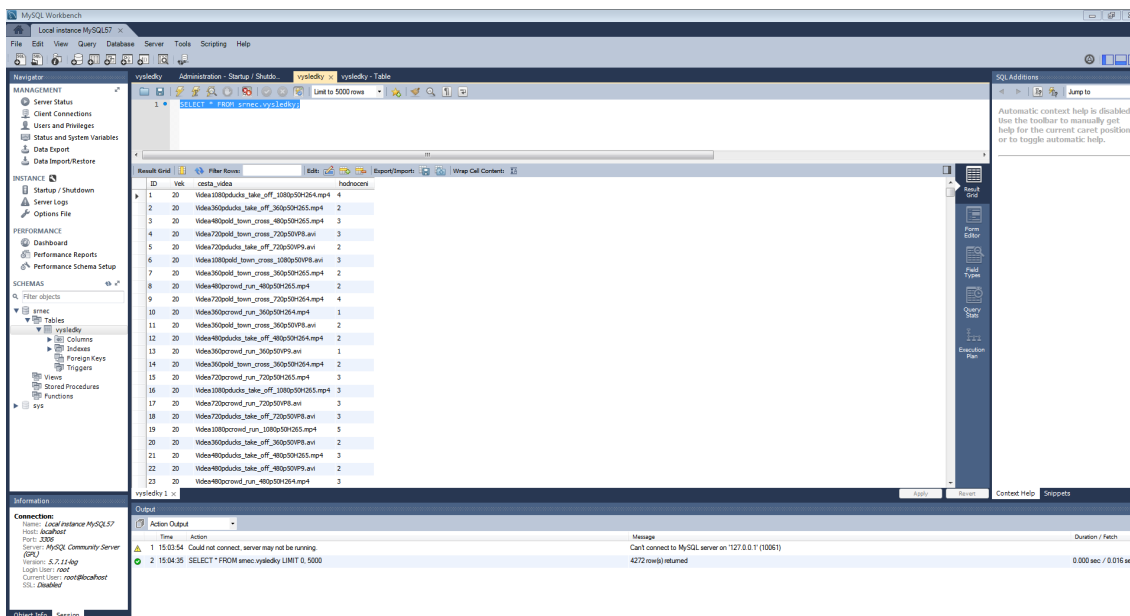 MySQL Workbench
Local instance MySQL57
File Edit View Query Database Server Tools Scripting Help
Navigator
MANAGEMENT
Server Status
Client Connections
Users and Privileges
Status and System Variables
Data Export
Data Import/Restore
INSTANCE
Startup / Shutdown
Server Logs
Options File
PERFORMANCE
Dashboard
Performance Reports
Performance Schema Setup
SCHEMAS
Filter objects
srnec
Tables
vysledky
Columns
Indexes
Foreign Keys
Triggers
Views
Stored Procedures
Functions
sys
Information
Connection:
Name: Local instance MySQL57
Host: localhost
Port: 3306
Server: MySQL Community Server
(GPL)
Version: 5.7.11-log
Login User: root
Current User: root@localhost
SSL: Disabled
Object Info Session
vysledky Administration - Startup / Shutdo... vysledky vysledky - Table
Limit to 5000 rows
1 SELECT * FROM srnec.vysledky;
Result Grid Filter Rows: Edit: Export/Import: Wrap Cell Content:
ID Vek cesta_videa hodnoceni
1 20 Videa1080pducks_take_off_1080p50H264.mp4 4
2 20 Videa360pducks_take_off_360p50H265.mp4 2
3 20 Videa480pold_town_cross_480p50H265.mp4 3
4 20 Videa720pold_town_cross_720p50VP8.avi 3
5 20 Videa720pducks_take_off_720p50VP9.avi 2
6 20 Videa1080pold_town_cross_1080p50VP8.avi 3
7 20 Videa360pold_town_cross_360p50H265.mp4 2
8 20 Videa480pcrowd_run_480p50H265.mp4 2
9 20 Videa720pold_town_cross_720p50H264.mp4 4
10 20 Videa360pcrowd_run_360p50H264.mp4 1
11 20 Videa360pold_town_cross_360p50VP8.avi 2
12 20 Videa480pducks_take_off_480p50H264.mp4 2
13 20 Videa360pcrowd_run_360p50VP9.avi 1
14 20 Videa360pold_town_cross_360p50H264.mp4 2
15 20 Videa720pcrowd_run_720p50H265.mp4 3
16 20 Videa1080pducks_take_off_1080p50H265.mp4 3
17 20 Videa720pcrowd_run_720p50VP8.avi 3
18 20 Videa720pducks_take_off_720p50VP8.avi 3
19 20 Videa1080pcrowd_run_1080p50H265.mp4 5
20 20 Videa360pducks_take_off_360p50VP8.avi 2
21 20 Videa480pducks_take_off_480p50H265.mp4 3
22 20 Videa480pducks_take_off_480p50VP9.avi 2
23 20 Videa480pcrowd_run_480p50H264.mp4 3
Result
Grid
Form
Editor
Field
Types
Query
Stats
Execution
Plan
vysledky 1
Apply Revert
SQLAdditions
Jump to
Automatic context help is disabled
Use the toolbar to manually get
help for the current caret position
or to toggle automatic help.
Context Help Snippets
Output
Action Output
Time Action Message Duration / Fetch
1 15:03:54 Could not connect, server may not be running. Can't connect to MySQL server on '127.0.0.1' (10061)
2 15:04:35 SELECT * FROM srnec.vysledky LIMIT 0, 5000 4272 row(s) returned 0.000 sec / 0.016 se